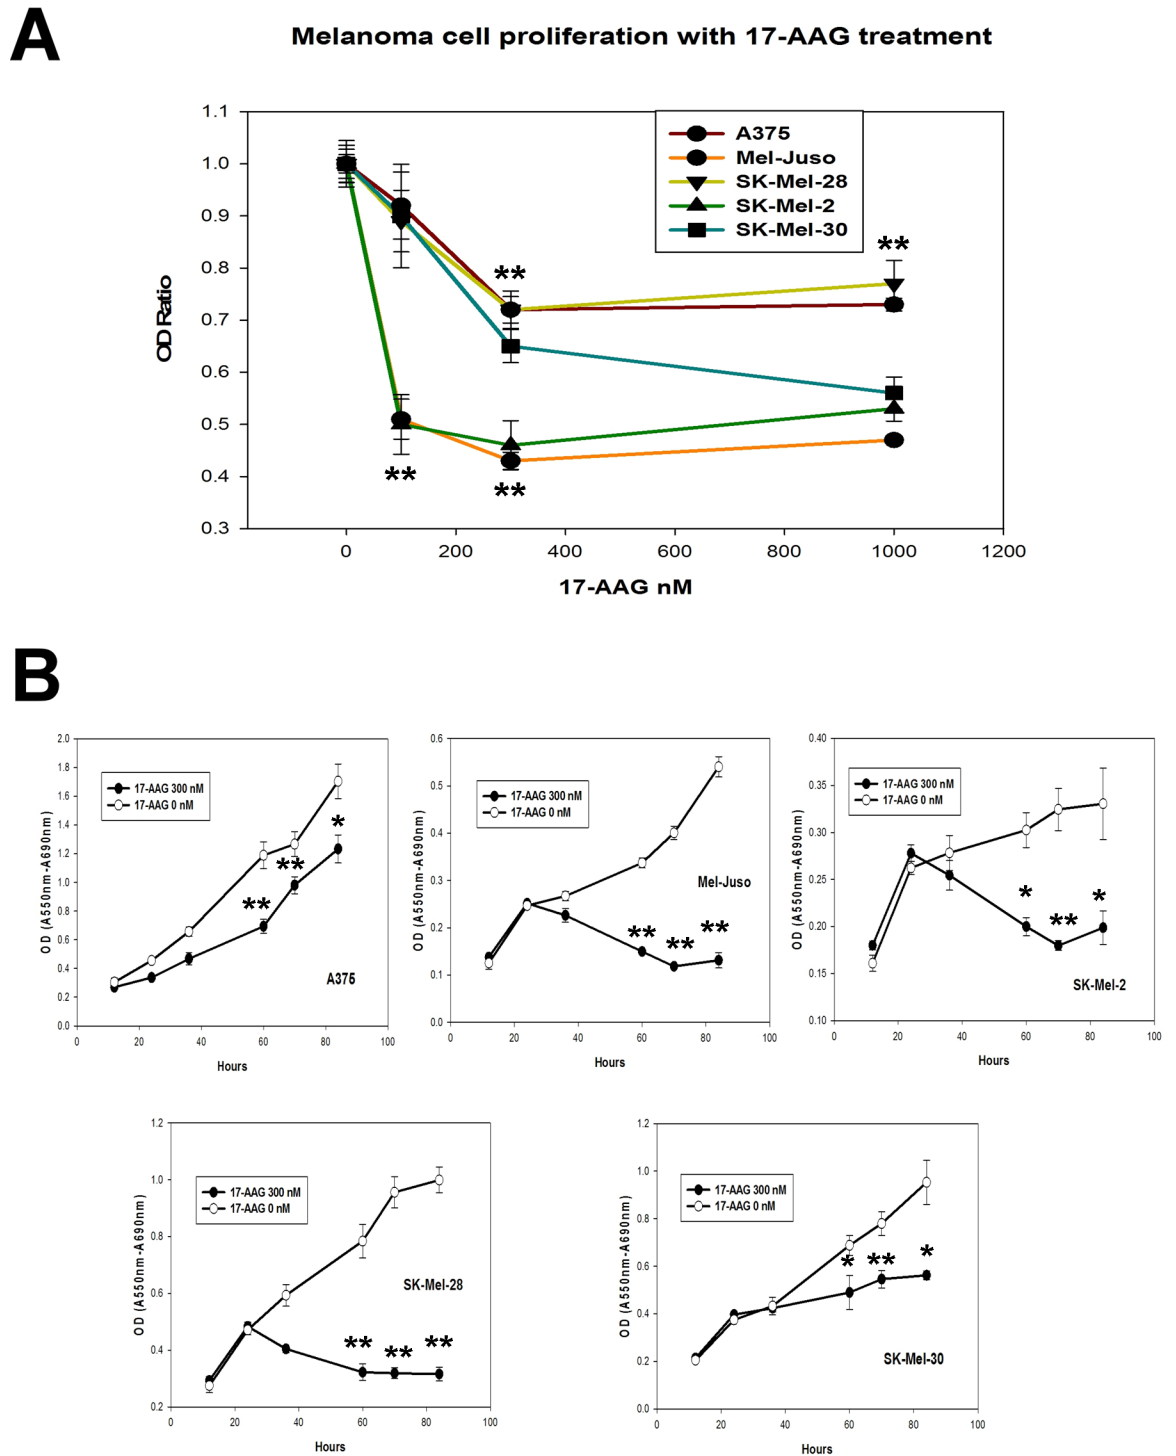 A
Melanoma cell proliferation with 17-AAG treatment
1.1
1.0
0.9
0.8
0.7
0.6
0.5
0.4
0.3
OD Ratio
A375
Mel-Juso
SK-Mel-28
SK-Mel-2
SK-Mel-30
**
**
**
**
0 200 400 600 800 1000 1200
17-AAG nM
B
2.0
1.8
1.6
1.4
1.2
1.0
0.8
0.6
0.4
0.2
0.0
OD (A550nm-A690nm)
17-AAG 300 nM
17-AAG 0 nM
*
**
**
A375
0 20 40 60 80 100
Hours
0.6
0.5
0.4
0.3
0.2
0.1
0.0
OD (A550nm-A690nm)
17-AAG 300 nM
17-AAG 0 nM
Mel-Juso
** ** **
0 20 40 60 80 100
Hours
0.40
0.35
0.30
0.25
0.20
0.15
0.10
OD (A550nm-A690nm)
17-AAG 300 nM
17-AAG 0 nM
* ** *
SK-Mel-2
0 20 40 60 80 100
Hours
1.2
1.0
0.8
0.6
0.4
0.2
OD (A550nm-A690nm)
17-AAG 300 nM
17-AAG 0 nM
SK-Mel-28
** ** **
0 20 40 60 80 100
Hours
1.2
1.0
0.8
0.6
0.4
0.2
0.0
OD (A550nm-A690nm)
17-AAG 300 nM
17-AAG 0 nM
* ** *
SK-Mel-30
0 20 40 60 80 100
Hours